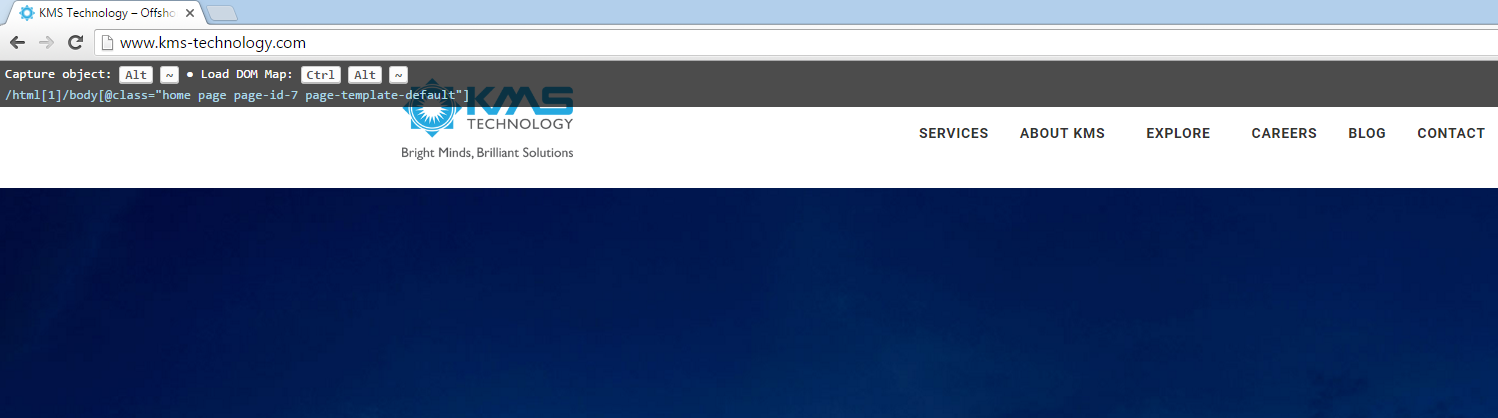 KMS Technology – Offsho
www.kms-technology.com
Capture object: Alt ~ ● Load DOM Map: Ctrl Alt ~
/html[1]/body[@class="home page page-id-7 page-template-default"]
KMS
TECHNOLOGY
Bright Minds, Brilliant Solutions
SERVICES ABOUT KMS EXPLORE CAREERS BLOG CONTACT